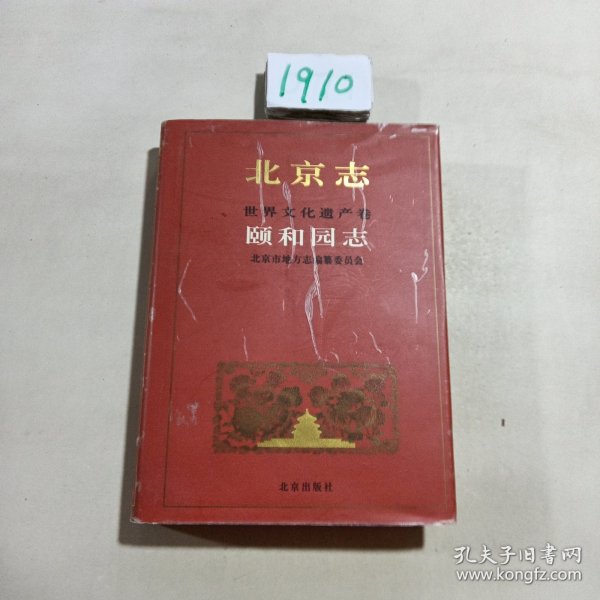 1910
北京志
世界文化遗产卷
颐和园志
北京市地方志编纂委员会
北京出版社
孔夫子旧书网
www.kongfz.com